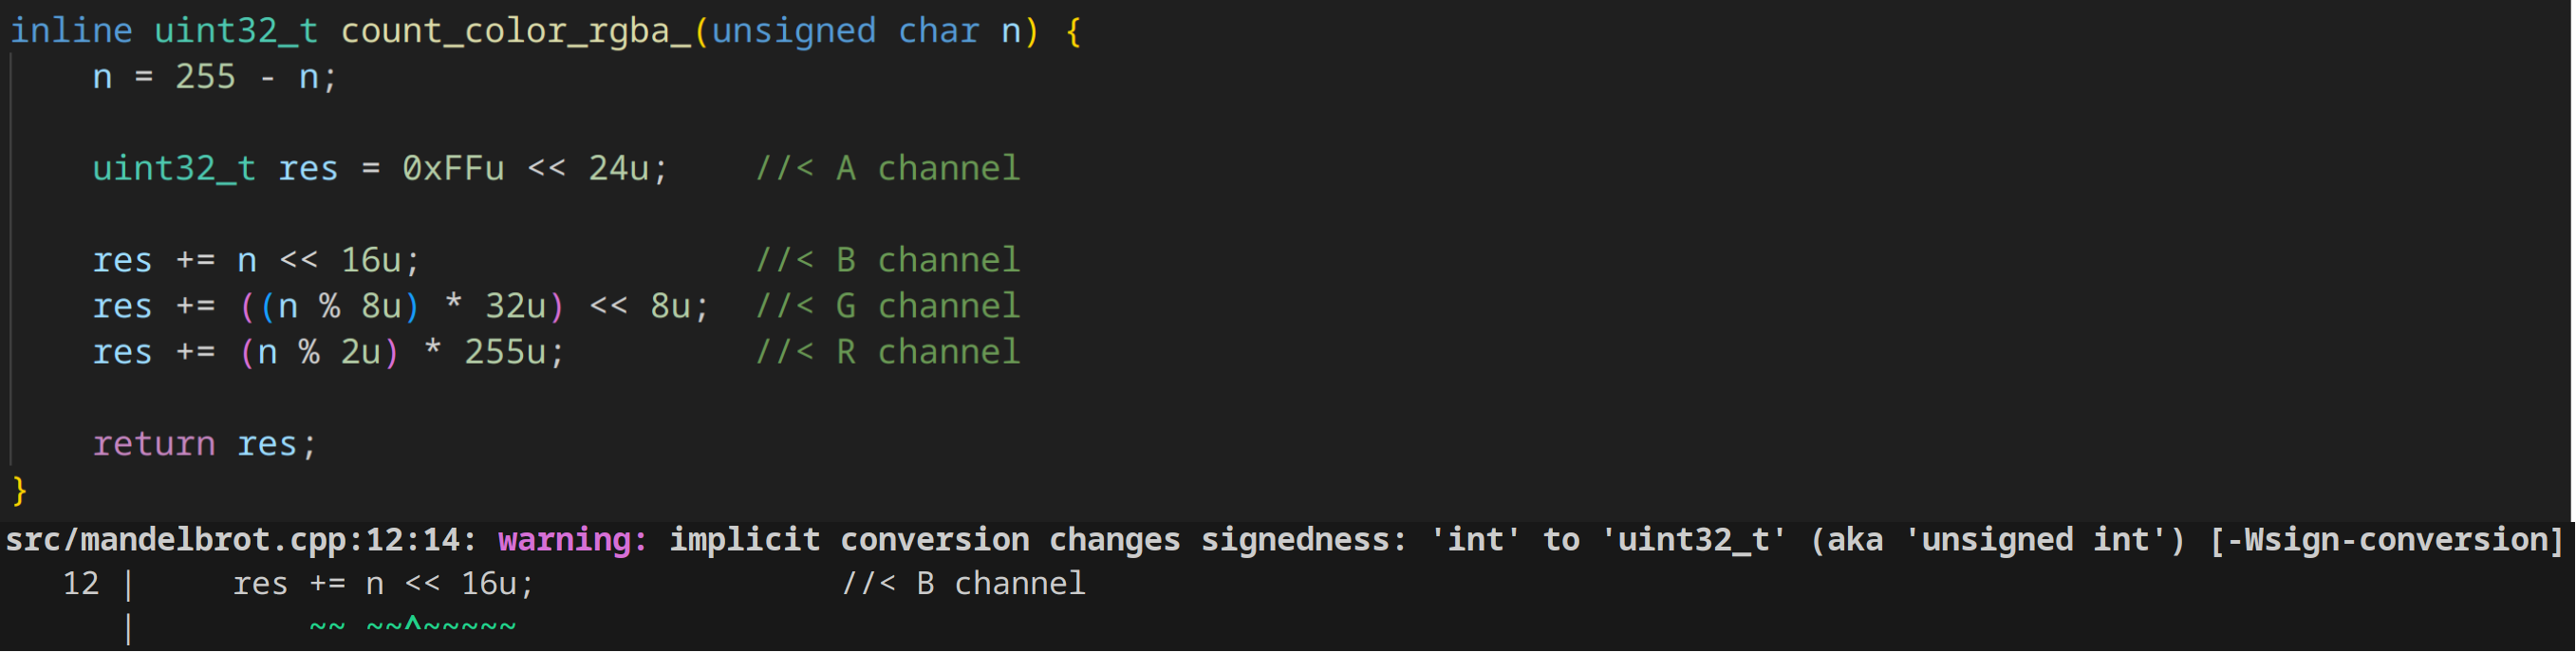 inline uint32_t count_color_rgba_(unsigned char n) {
    n = 255 - n;
    uint32_t res = 0xFFu << 24u;    //< A channel
    res += n << 16u;                //< B channel
    res += ((n % 8u) * 32u) << 8u;  //< G channel
    res += (n % 2u) * 255u;         //< R channel
    return res;
}
src/mandelbrot.cpp:12:14: warning: implicit conversion changes signedness: 'int' to 'uint32_t' (aka 'unsigned int') [-Wsign-conversion]
   12 |     res += n << 16u;                //< B channel
      |         ~~ ~~^~~~~~